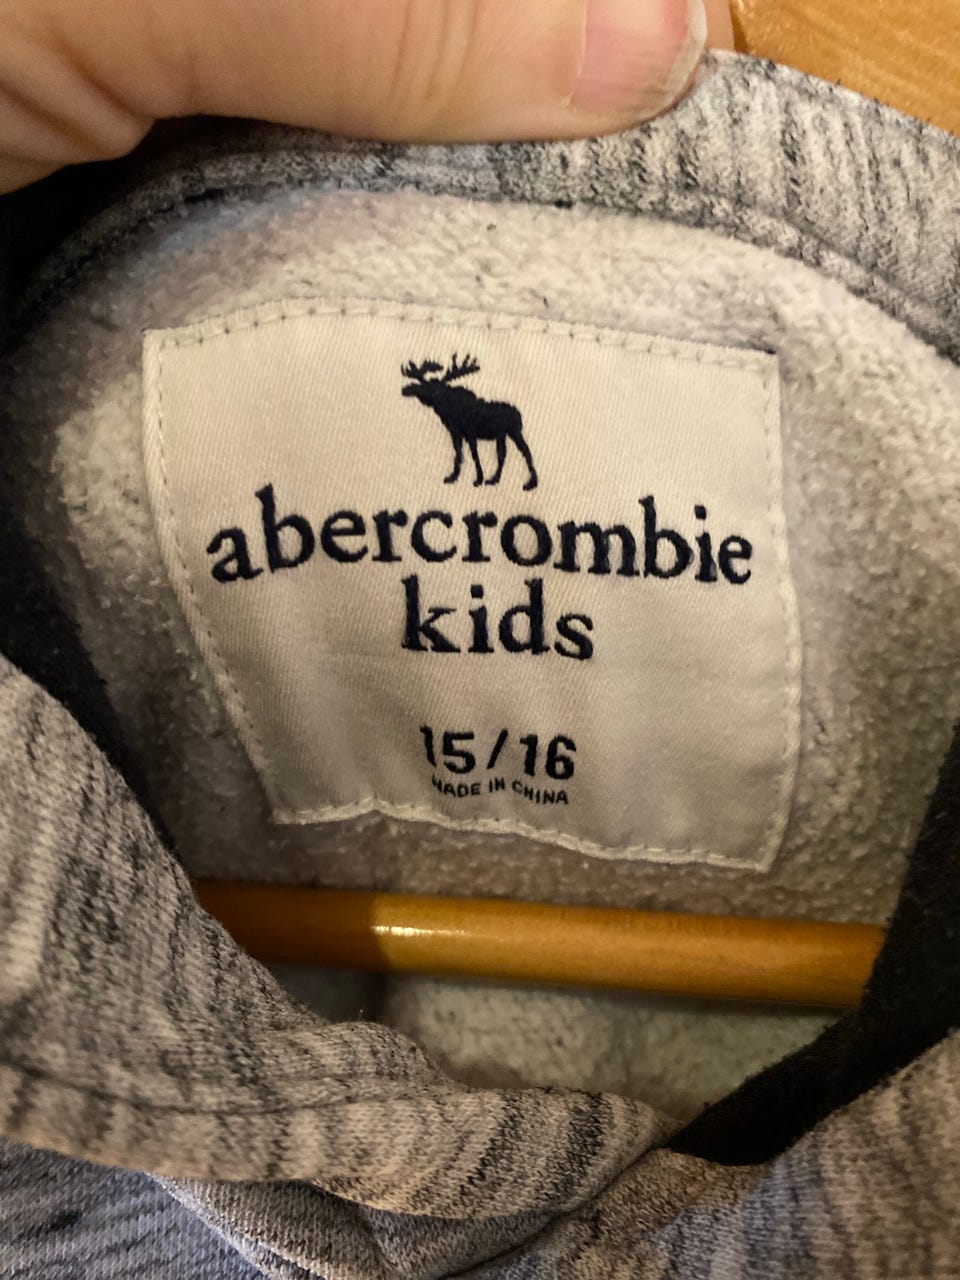 abercrombie
kids
15/16
MADE IN CHINA